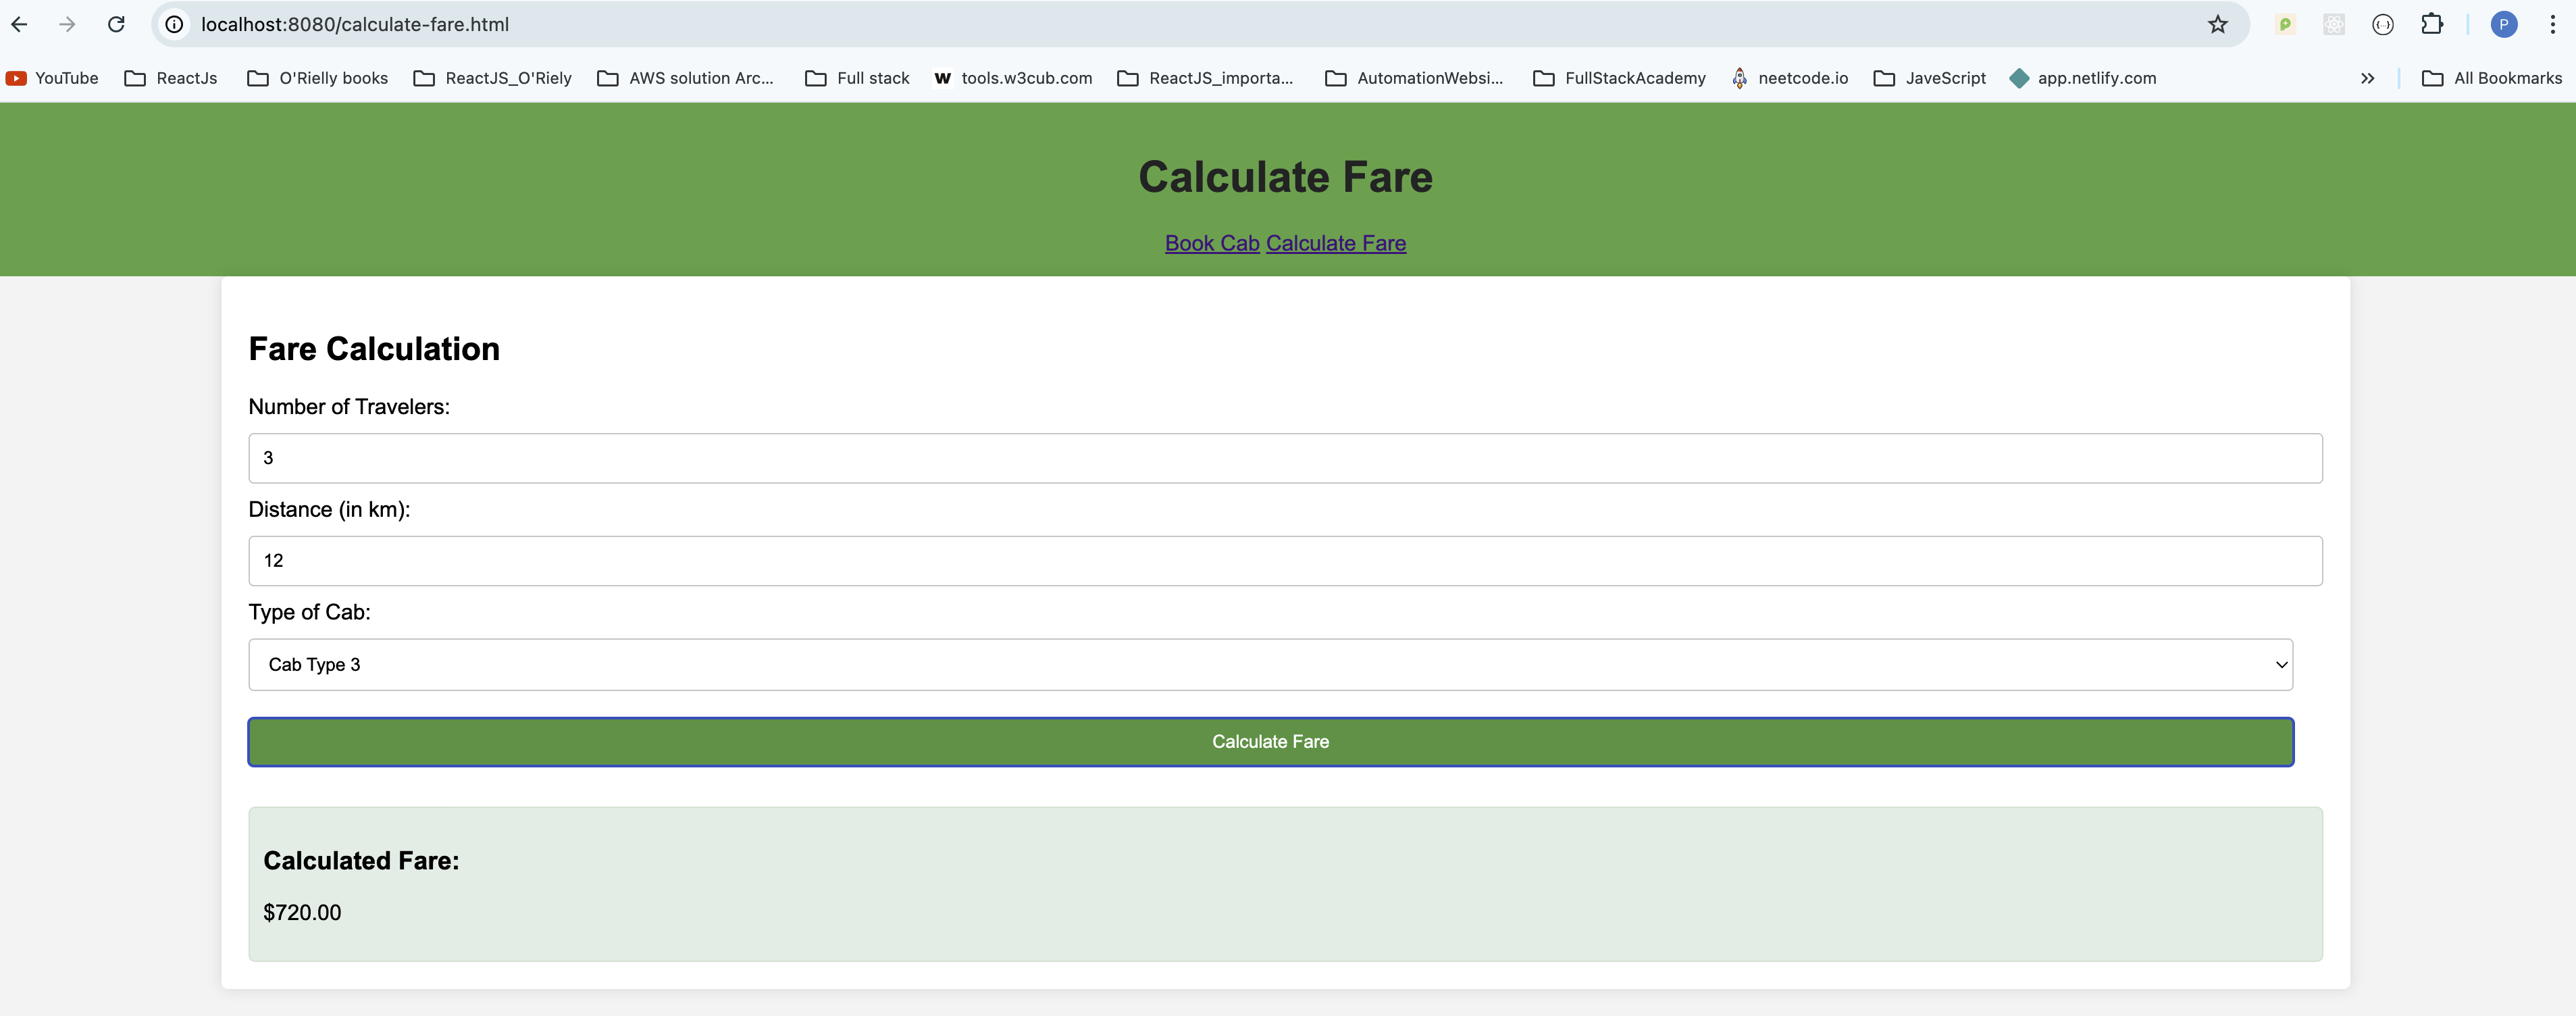 localhost:8080/calculate-fare.html
P
YouTube ReactJs O'Rielly books ReactJS_O'Riely AWS solution Arc... Full stack W tools.w3cub.com ReactJS_importa... AutomationWebsi... FullStackAcademy neetcode.io JaveScript app.netlify.com » All Bookmarks
Calculate Fare
Book Cab Calculate Fare
Fare Calculation
Number of Travelers:
3
Distance (in km):
12
Type of Cab:
Cab Type 3
Calculate Fare
Calculated Fare:
$720.00